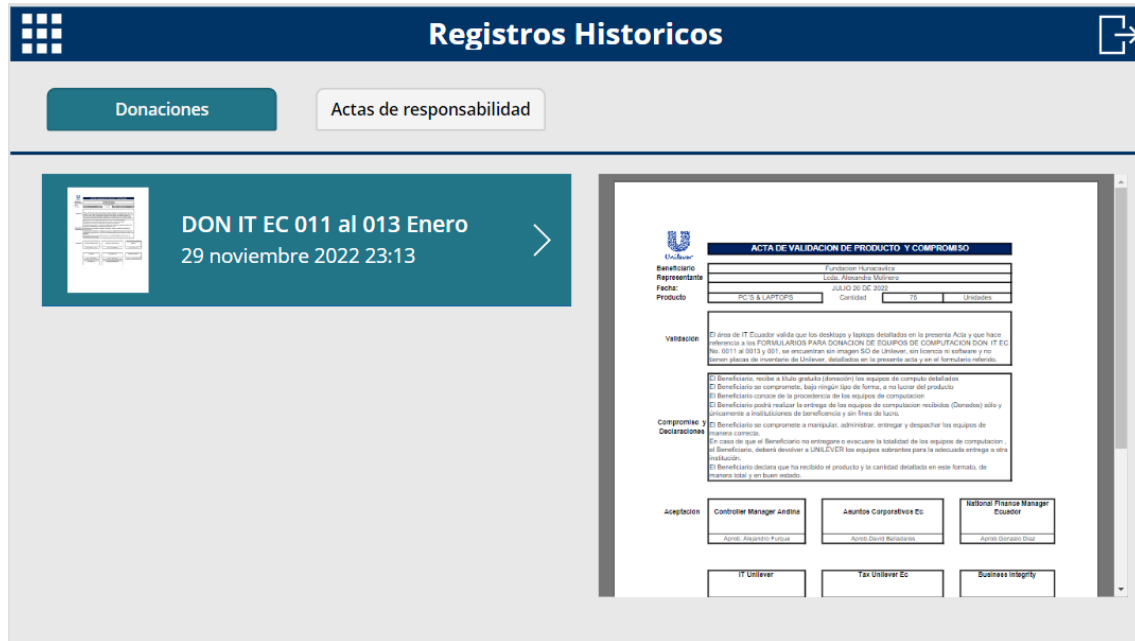 Registros Historicos
Donaciones
Actas de responsabilidad
DON IT EC 011 al 013 Enero
29 noviembre 2022 23:13
Unilever
ACTA DE VALIDACION DE PRODUCTO Y COMPROMISO
Beneficiario Fundacion Hunacavilca
Representante Lcda. Alexandra Molinero
Fecha: JULIO 20 DE 2022
Producto PC´S & LAPTOPS Cantidad 75 Unidades
Validación
El área de IT Ecuador valida que los desktops y laptops detallados en la presente Acta y que hace
referencia a los FORMULARIOS PARA DONACION DE EQUIPOS DE COMPUTACION DON IT EC
No. 0011 al 0013 y 001, se encuentran sin imagen SO de Unilever, sin licencia ni software y no
tienen placas de inventario de Unilever, detallados en la presente acta y en el formulario referido.
Compromiso y
Declaraciones
El Beneficiario, recibe a título gratuito (donación) los equipos de computo detallados
El Beneficiario se compromete, bajo ningún tipo de forma, a no lucrar del producto
El Beneficiario conoce de la procedencia de los equipos de computacion
El Beneficiario podrá realizar la entrega de los equipos de computacion recibidos (Donados) sólo y
únicamente a instituticiones de beneficencia y sin fines de lucro.
El Beneficiario se compromete a manipular, administrar, entregar y despachar los equipos de
manera correcta.
En caso de que el Beneficiario no entregare o evacuare la totalidad de los equipos de computacion ,
el Beneficiario, deberá devolver a UNILEVER los equipos sobrantes para la adecuada entrega a otra
institución.
El Beneficiario declara que ha recibido el producto y la cantidad detallada en este formato, de
manera total y en buen estado.
Aceptación
Controller Manager Andina
Asuntos Corporativos Ec
National Finance Manager
Ecuador
Aprob. Alejandro Aprob.David Aprob.Gonzalo Diaz
IT Unilever
Tax Unilever Ec
Business Integrity